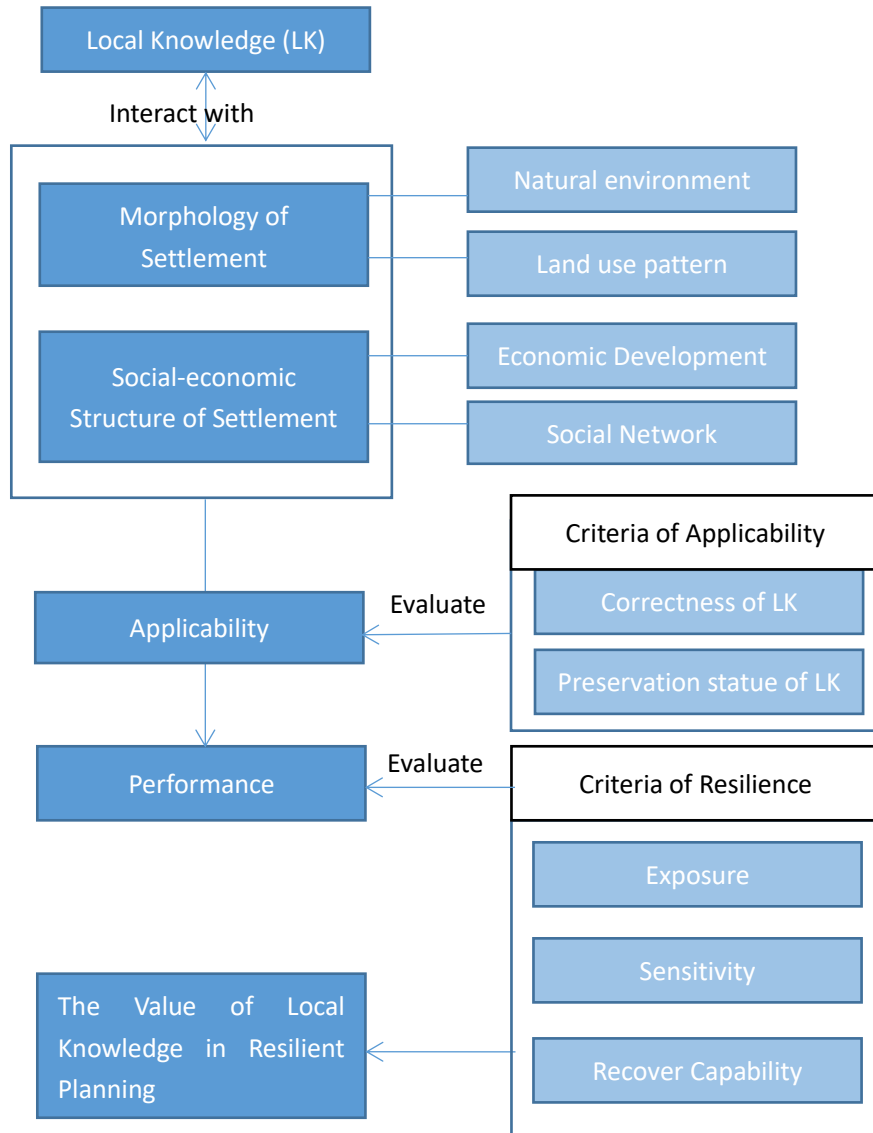 Local Knowledge (LK)
Interact with
Morphology of
Settlement
Natural environment
Land use pattern
Social-economic
Structure of Settlement
Economic Development
Social Network
Criteria of Applicability
Correctness of LK
Preservation statue of LK
Evaluate
Applicability
Evaluate
Performance
Criteria of Resilience
Exposure
Sensitivity
Recover Capability
The Value of Local
Knowledge in Resilient
Planning